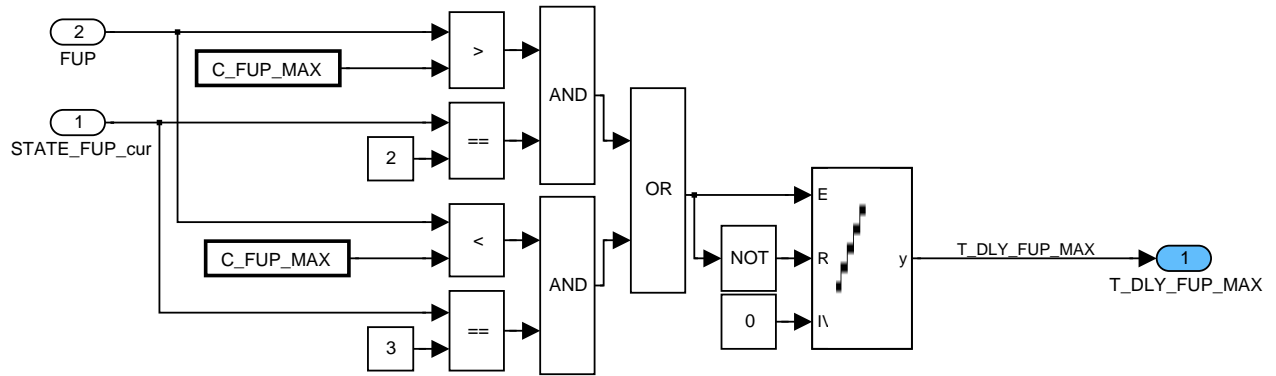 2
FUP
C_FUP_MAX
>
AND
1
STATE_FUP_cur
==
2
OR
E
<
C_FUP_MAX
AND
NOT
R
y
T_DLY_FUP_MAX
1
T_DLY_FUP_MAX
==
3
0
I\